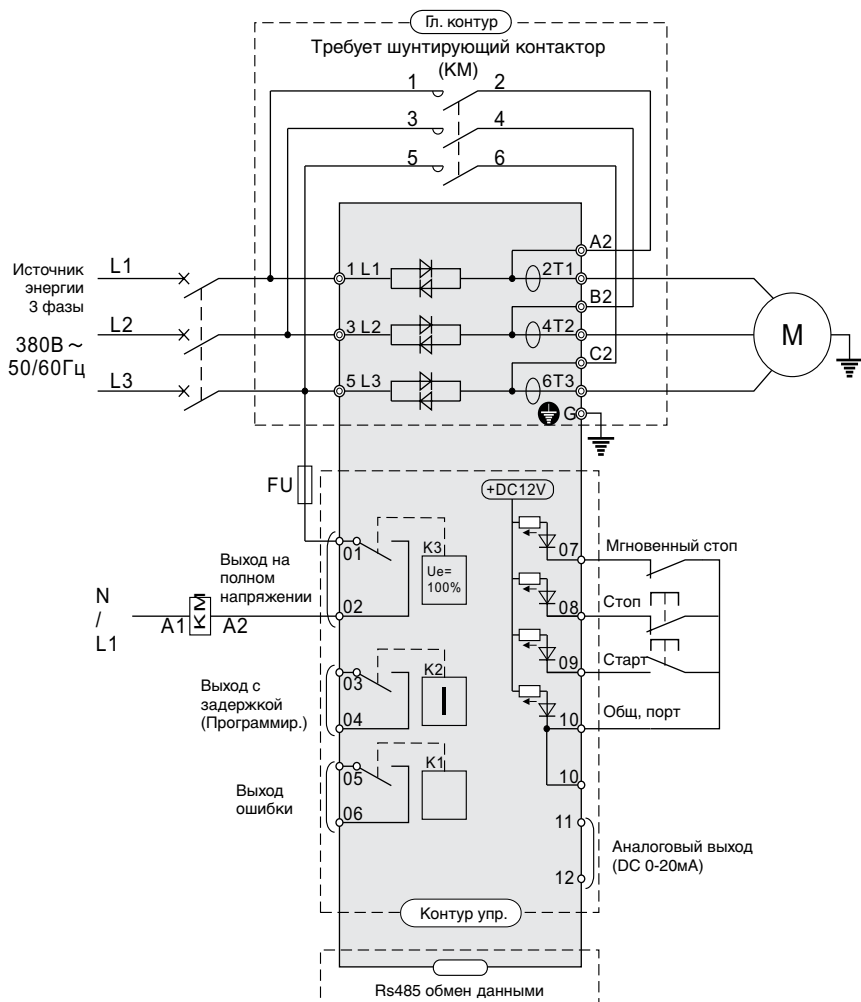 Гл. контур
Требует шунтирующий контактор
(КМ)
1 2
3 4
5 6
A2
Источник
энергии
3 фазы
L1
1 L1
2T1
B2
380В ~
50/60Гц
L2
3 L2
4T2
M
C2
L3
5 L3
6T3
G
FU
+DC12V
01
K3
Ue=
100%
Выход на
полном
напряжении
02
N
/
L1
A1
KM
A2
07
Мгновенный стоп
08
Стоп
09
Старт
10
Общ, порт
03
K2
I
Выход с
задержкой
(Программир.)
04
05
K1
Выход
ошибки
06
10
11
Аналоговый выход
(DC 0-20мА)
12
Контур упр.
Rs485 обмен данными